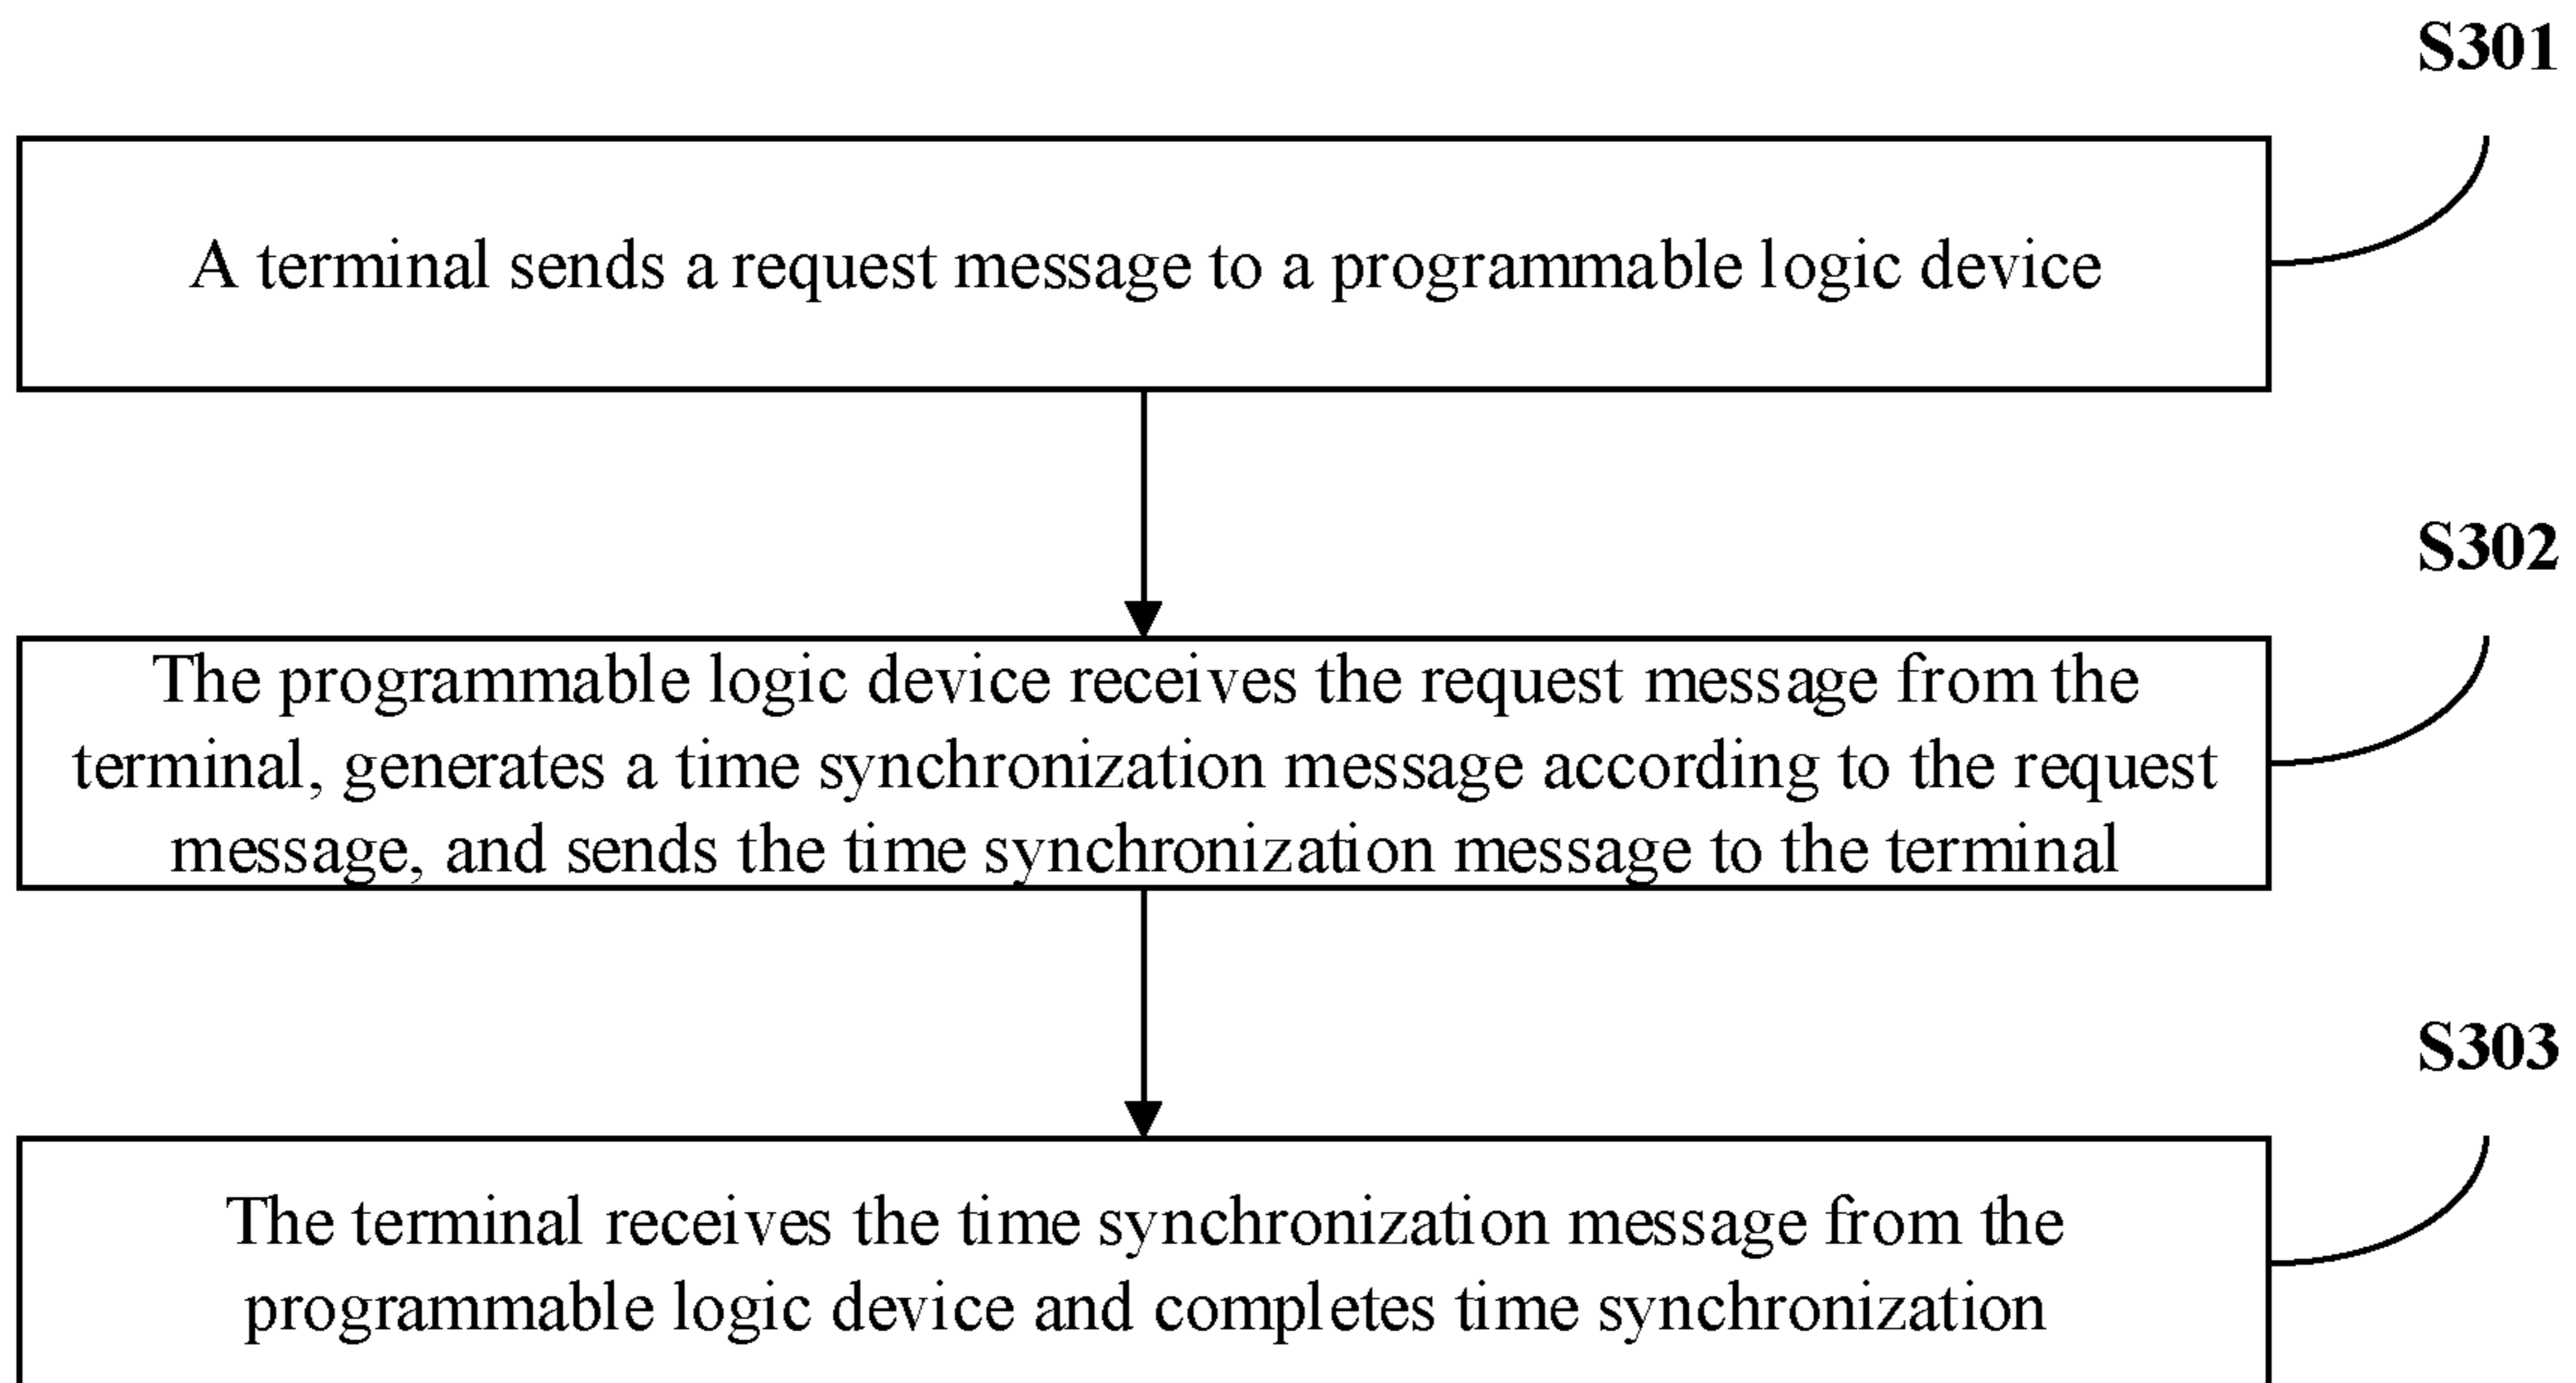 S301
A terminal sends a request message to a programmable logic device
S302
The programmable logic device receives the request message from the
terminal, generates a time synchronization message according to the request
message, and sends the time synchronization message to the terminal
S303
The terminal receives the time synchronization message from the
programmable logic device and completes time synchronization